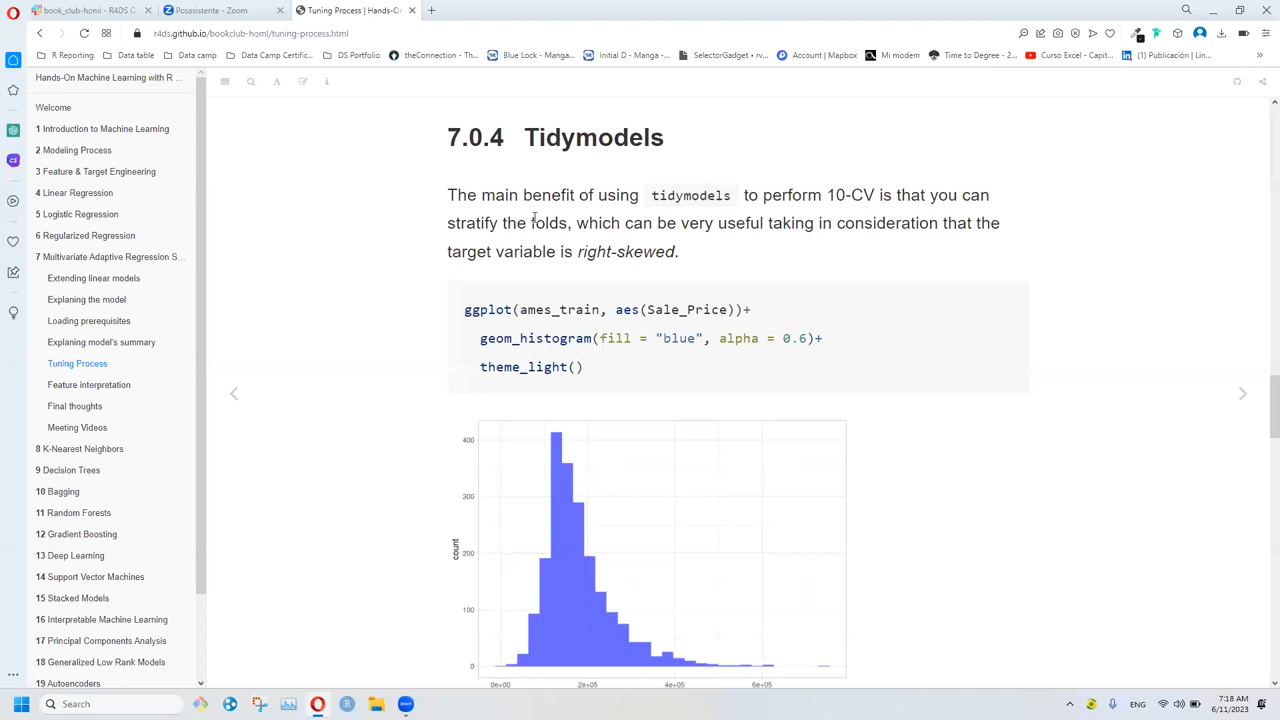 book_club-homl - R4DS C
Posasistente - Zoom
Tuning Process | Hands-On
r4ds.github.io/bookclub-homl/tuning-process.html
R Reporting
Data table
Data camp
Data Camp Certific...
DS Portfolio
theConnection - The...
Blue Lock - Manga...
Initial D - Manga -...
SelectorGadget • rv...
Account | Mapbox
Mi modem
Time to Degree - 2...
Curso Excel - Capít...
(1) Publicación | Lin...
Hands-On Machine Learning with R ...
Welcome
1 Introduction to Machine Learning
2 Modeling Process
3 Feature & Target Engineering
4 Linear Regression
5 Logistic Regression
6 Regularized Regression
7 Multivariate Adaptive Regression S...
Extending linear models
Explaning the model
Loading prerequisites
Explaning model's summary
Tuning Process
Feature interpretation
Final thoughts
Meeting Videos
8 K-Nearest Neighbors
9 Decision Trees
10 Bagging
11 Random Forests
12 Gradient Boosting
13 Deep Learning
14 Support Vector Machines
15 Stacked Models
16 Interpretable Machine Learning
17 Principal Components Analysis
18 Generalized Low Rank Models
19 Autoencoders
7.0.4 Tidymodels
The main benefit of using tidymodels to perform 10-CV is that you can
stratify the folds, which can be very useful taking in consideration that the
target variable is right-skewed.
ggplot(ames_train, aes(Sale_Price))+
geom_histogram(fill = "blue", alpha = 0.6)+
theme_light()
400
300
200
100
0
count
0e+00
2e+05
4e+05
6e+05
Search
ENG
7:18 AM
6/11/2023